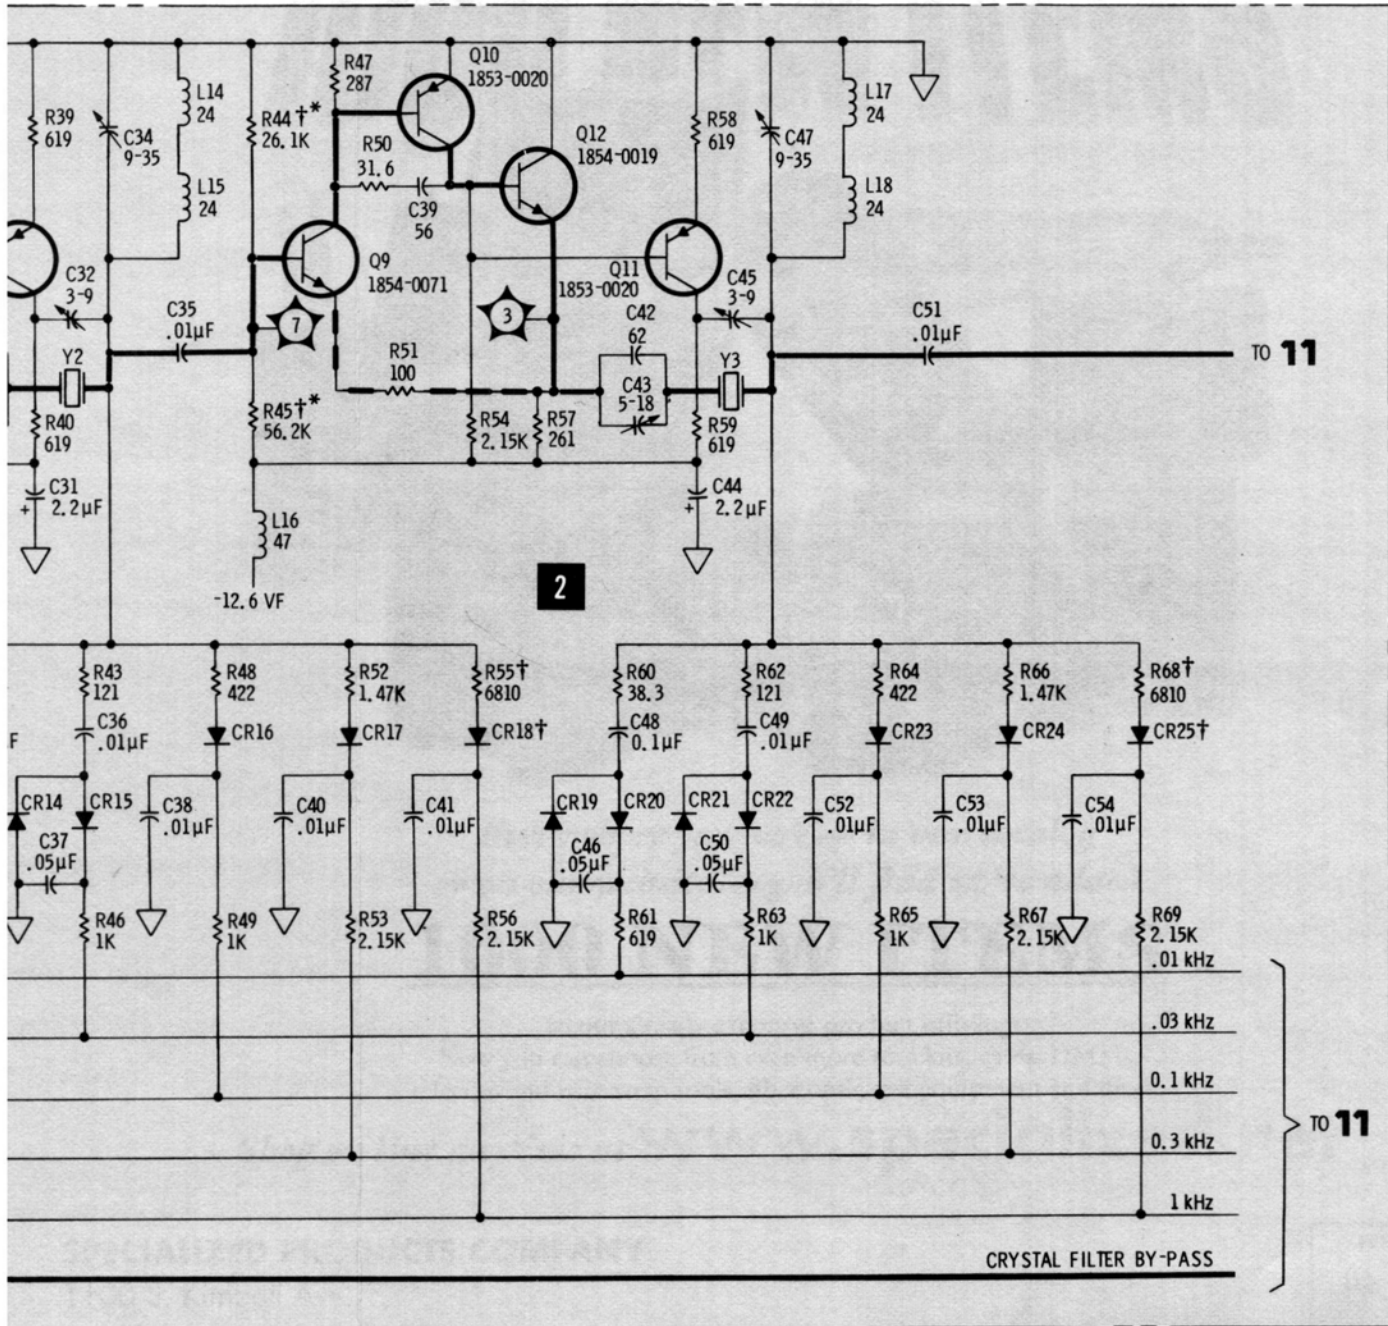 R39
619
C34
9-35
L14
24
L15
24
R44†*
26.1K
R47
287
Q10
1853-0020
R50
31.6
C39
56
Q12
1854-0019
R58
619
C47
9-35
L17
24
L18
24
C32
3-9
C35
.01µF
Q9
1854-0071
7
3
Q11
1853-0020
C45
3-9
C42
62
C51
.01µF
TO 11
Y2
R51
100
C43
5-18
Y3
R40
619
R45†*
56.2K
R54
2.15K
R57
261
R59
619
C31
2.2µF
+
L16
47
C44
2.2µF
+
-12.6 VF
2
R43
121
R48
422
R52
1.47K
R55†
6810
R60
38.3
R62
121
R64
422
R66
1.47K
R68†
6810
F
C36
.01µF
CR16
CR17
CR18†
C48
0.1µF
C49
.01µF
CR23
CR24
CR25†
CR14
CR15
C38
.01µF
C40
.01µF
C41
.01µF
CR19
CR20
CR21
CR22
C52
.01µF
C53
.01µF
C54
.01µF
C37
.05µF
C46
.05µF
C50
.05µF
R46
1K
R49
1K
R53
2.15K
R56
2.15K
R61
619
R63
1K
R65
1K
R67
2.15K
R69
2.15K
.01 kHz
.03 kHz
0.1 kHz
TO 11
0.3 kHz
1 kHz
CRYSTAL FILTER BY-PASS